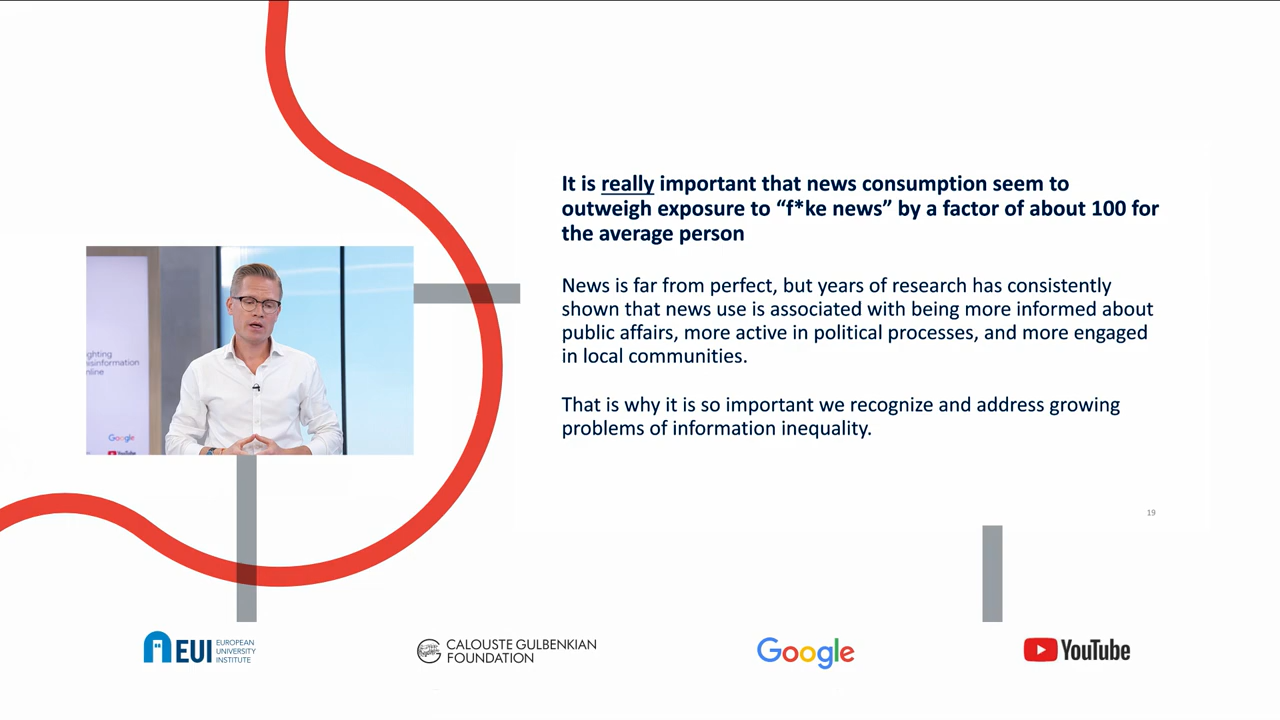 It is really important that news consumption seem to
outweigh exposure to “f*ke news” by a factor of about 100 for
the average person
News is far from perfect, but years of research has consistently
shown that news use is associated with being more informed about
public affairs, more active in political processes, and more engaged
in local communities.
That is why it is so important we recognize and address growing
problems of information inequality.
19
ghting
isinformation
nline
Google
YouTube
EUI EUROPEAN
UNIVERSITY
INSTITUTE
CALOUSTE GULBENKIAN
FOUNDATION
Google
YouTube